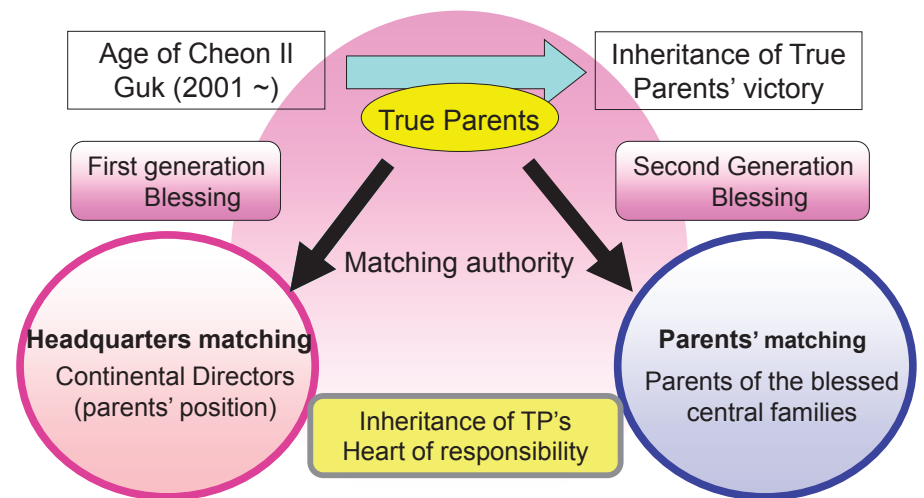 Age of Cheon Il
Guk (2001 ~)
Inheritance of True
Parents’ victory
True Parents
First generation
Blessing
Second Generation
Blessing
Matching authority
Headquarters matching
Continental Directors
(parents’ position)
Parents’ matching
Parents of the blessed
central families
Inheritance of TP’s
Heart of responsibility